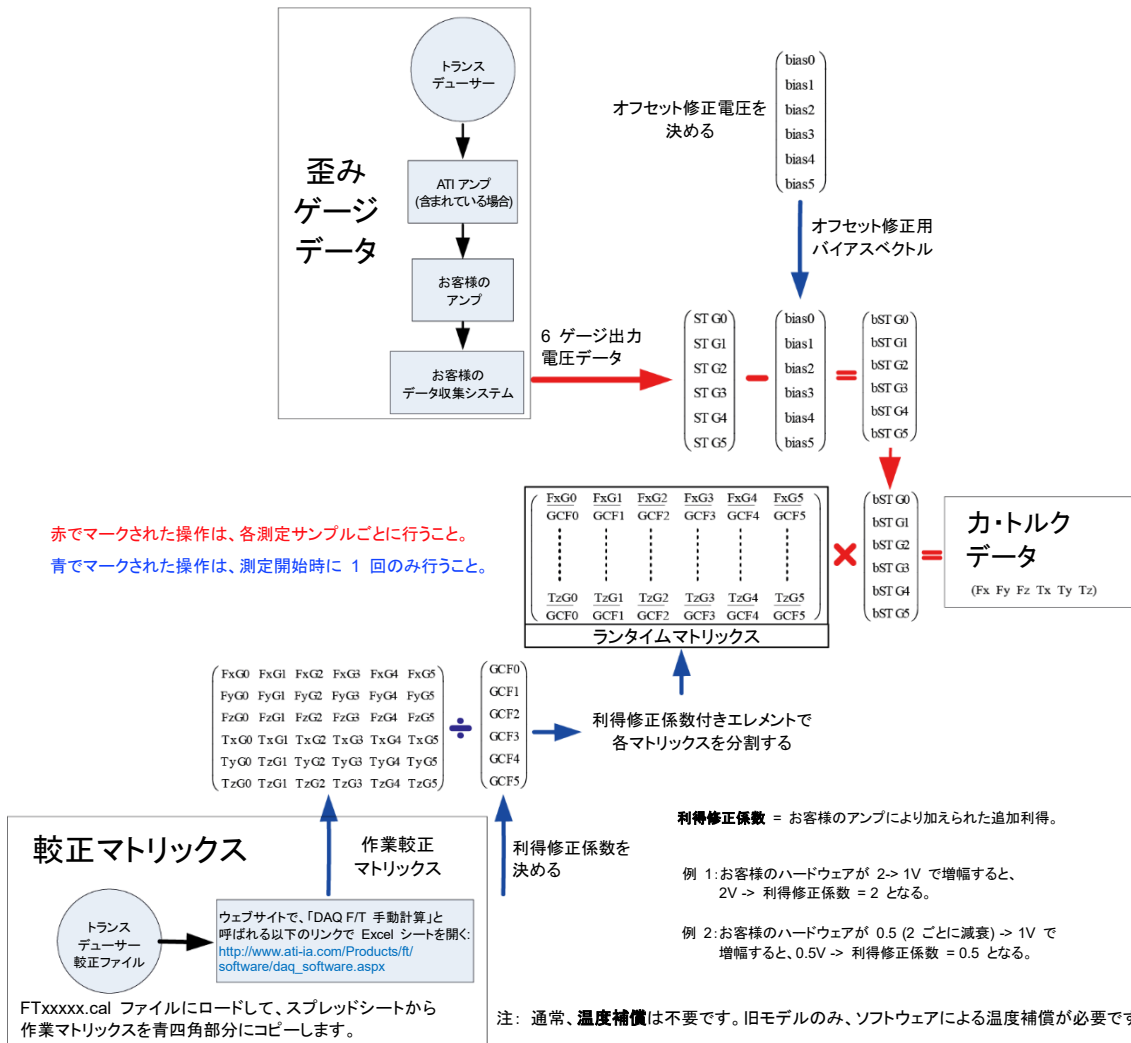 トランス
デューサー
歪み
ゲージ
データ
ATI アンプ
(含まれている場合)
お客様の
アンプ
お客様の
データ収集システム
オフセット修正電圧を
決める
bias0
bias1
bias2
bias3
bias4
bias5
オフセット修正用
バイアスベクトル
6 ゲージ出力
電圧データ
ST G0
ST G1
ST G2
ST G3
ST G4
ST G5
−
bias0
bias1
bias2
bias3
bias4
bias5
=
bST G0
bST G1
bST G2
bST G3
bST G4
bST G5
赤でマークされた操作は、各測定サンプルごとに行うこと。
青でマークされた操作は、測定開始時に 1 回のみ行うこと。
FxG0 FxG1 FxG2 FxG3 FxG4 FxG5
GCF0 GCF1 GCF2 GCF3 GCF4 GCF5
TzG0 TzG1 TzG2 TzG3 TzG4 TzG5
GCF0 GCF1 GCF2 GCF3 GCF4 GCF5
ランタイムマトリックス
×
bST G0
bST G1
bST G2
bST G3
bST G4
bST G5
=
力・トルク
データ
(Fx Fy Fz Tx Ty Tz)
FxG0 FxG1 FxG2 FxG3 FxG4 FxG5
FyG0 FyG1 FyG2 FyG3 FyG4 FyG5
FzG0 FzG1 FzG2 FzG3 FzG4 FzG5
TxG0 TxG1 TxG2 TxG3 TxG4 TxG5
TyG0 TzG1 TyG2 TyG3 TyG4 TyG5
TzG0 TzG1 TzG2 TzG3 TzG4 TzG5
÷
GCF0
GCF1
GCF2
GCF3
GCF4
GCF5
利得修正係数付きエレメントで
各マトリックスを分割する
較正マトリックス
作業較正
マトリックス
利得修正係数を
決める
トランス
デューサー
較正ファイル
ウェブサイトで、「DAQ F/T 手動計算」と
呼ばれる以下のリンクで Excel シートを開く:
http://www.ati-ia.com/Products/ft/
software/daq_software.aspx
FTxxxxx.cal ファイルにロードして、スプレッドシートから
作業マトリックスを青四角部分にコピーします。
利得修正係数 = お客様のアンプにより加えられた追加利得。
例 1:お客様のハードウェアが 2-> 1V で増幅すると、
2V -> 利得修正係数 = 2 となる。
例 2:お客様のハードウェアが 0.5 (2 ごとに減衰) -> 1V で
増幅すると、0.5V -> 利得修正係数 = 0.5 となる。
注: 通常、温度補償は不要です。旧モデルのみ、ソフトウェアによる温度補償が必要です